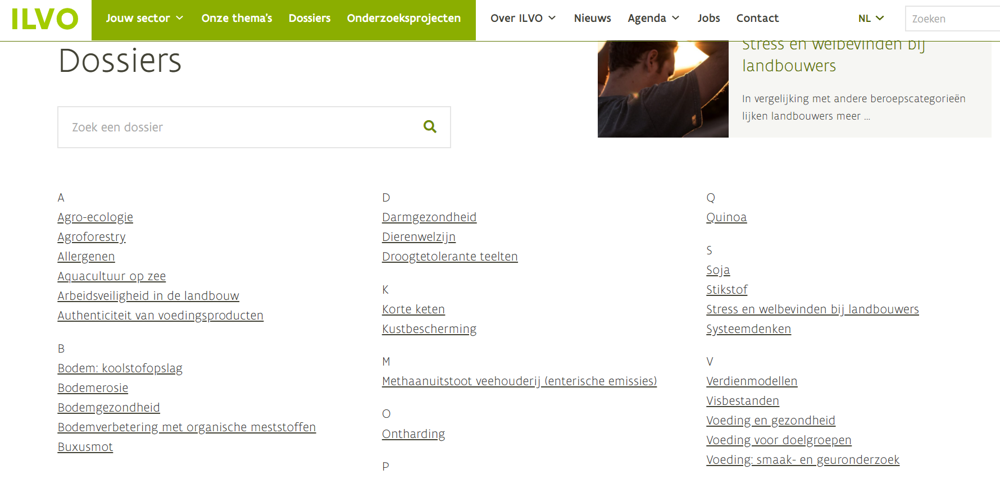 ILVO
Jouw sector
Onze thema's
Dossiers
Onderzoeksprojecten
Over ILVO
Nieuws
Agenda
Jobs
Contact
NL
Zoeken
Dossiers
Zoek een dossier
Stress en welbevinden bij
landbouwers
In vergelijking met andere beroepscategorieën
lijken landbouwers meer ...
A
Agro-ecologie
Agroforestry
Allergenen
Aquacultuur op zee
Arbeidsveiligheid in de landbouw
Authenticiteit van voedingsproducten
B
Bodem: koolstofopslag
Bodemerosie
Bodemgezondheid
Bodemverbetering met organische meststoffen
Buxusmot
D
Darmgezondheid
Dierenwelzijn
Droogtetolerante teelten
K
Korte keten
Kustbescherming
M
Methaanuitstoot veehouderij (enterische emissies)
O
Ontharding
P
Q
Quinoa
S
Soja
Stikstof
Stress en welbevinden bij landbouwers
Systeemdenken
V
Verdienmodellen
Visbestanden
Voeding en gezondheid
Voeding voor doelgroepen
Voeding: smaak- en geuronderzoek